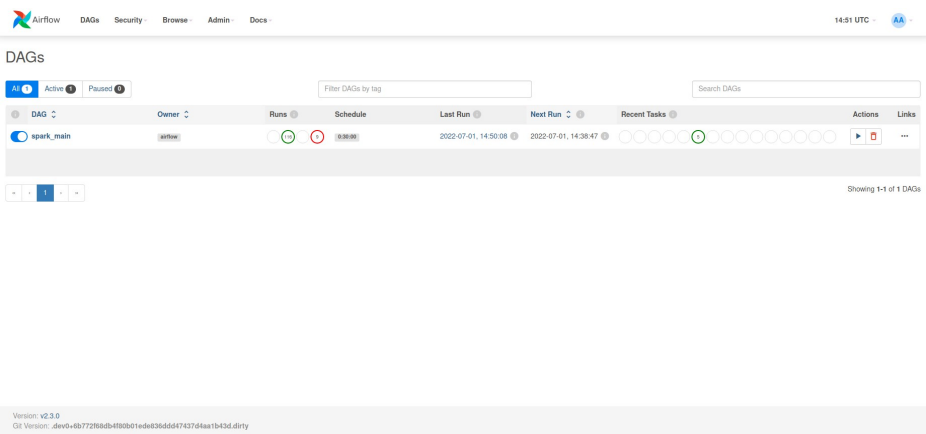 Airflow DAGs Security Browse Admin Docs 14:51 UTC AA
DAGs
All 1 Active 1 Paused 0 Filter DAGs by tag Search DAGs
DAG Owner Runs Schedule Last Run Next Run Recent Tasks Actions Links
spark_main airflow 0:30:00 2022-07-01, 14:50:08 2022-07-01, 14:38:47 5
« ‹ 1 › »
Showing 1-1 of 1 DAGs
Version: v2.3.0
Git Version: .dev0+6b772f66db4f80b01ede836ddd47437d4aa1b43d.dirty